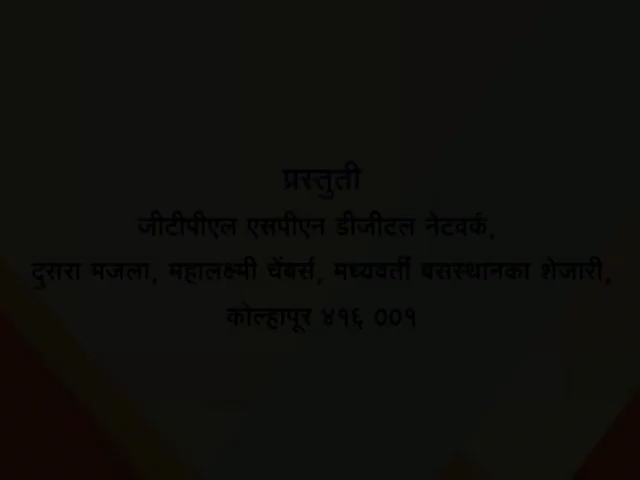 प्रस्तुती
जीटीपीएल एसपीएन डीजीटल नेटवर्क,
दुसरा मजला, महालक्ष्मी चेंबर्स, मध्यवर्ती बसस्थानका शेजारी,
कोल्हापूर ४१६ ००१